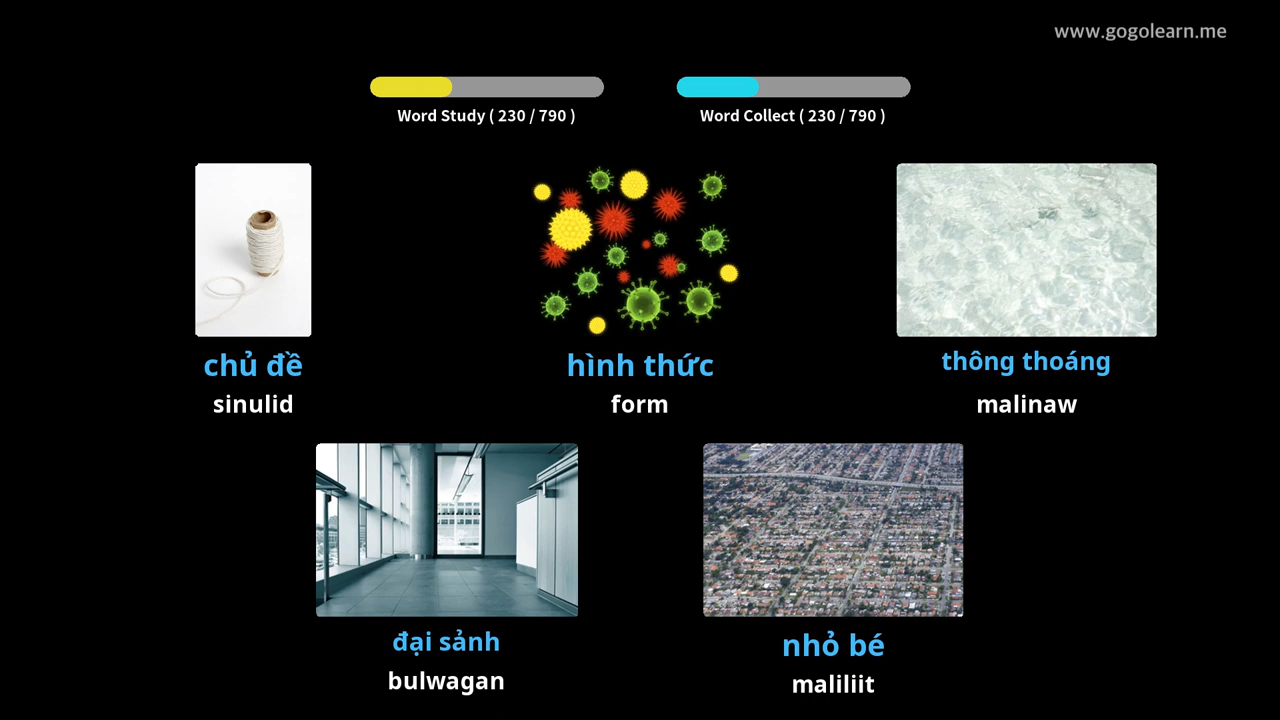 www.gogolearn.me
Word Study ( 230 / 790 )
Word Collect ( 230 / 790 )
chủ đề
sinulid
hình thức
form
thông thoáng
malinaw
đại sảnh
bulwagan
nhỏ bé
maliliit